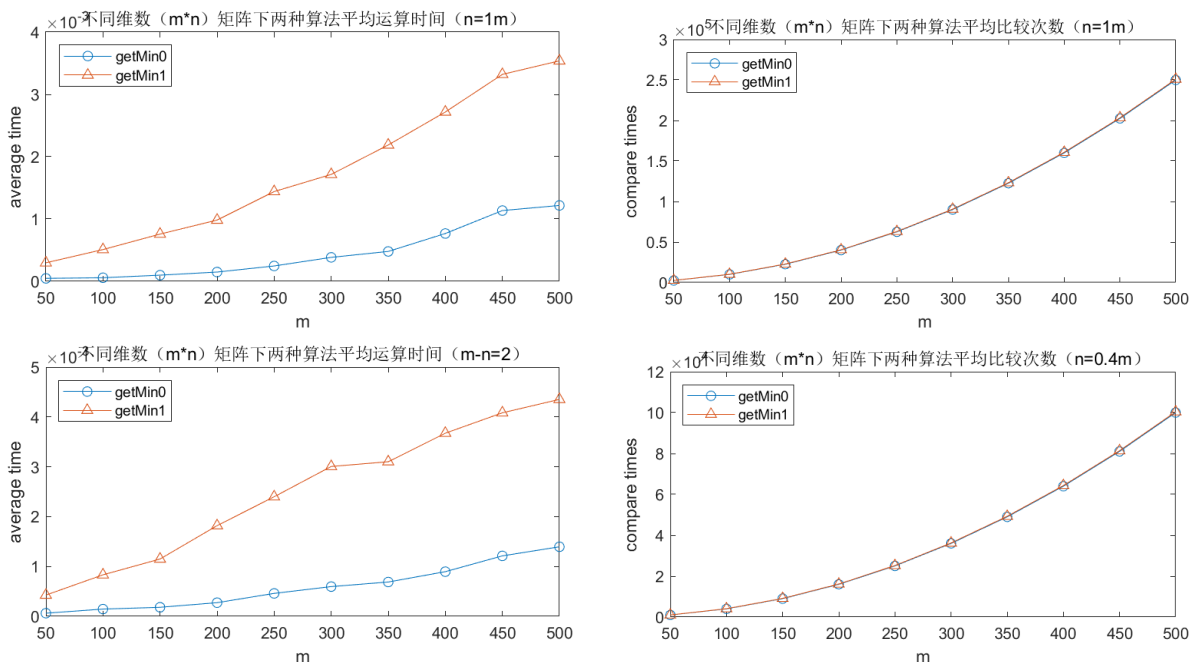 ×10⁻³ 不同维数（m*n）矩阵下两种算法平均运算时间（n=1m）
4
3
2
1
0
average time
getMin0
getMin1
50 100 150 200 250 300 350 400 450 500
m
×10⁵ 不同维数（m*n）矩阵下两种算法平均比较次数（n=1m）
3
2.5
2
1.5
1
0.5
0
compare times
getMin0
getMin1
50 100 150 200 250 300 350 400 450 500
m
不同维数（m*n）矩阵下两种算法平均运算时间（m-n=2）
5
4
3
2
1
0
average time
getMin0
getMin1
50 100 150 200 250 300 350 400 450 500
m
×10⁴ 不同维数（m*n）矩阵下两种算法平均比较次数（n=0.4m）
12
10
8
6
4
2
0
compare times
getMin0
getMin1
50 100 150 200 250 300 350 400 450 500
m